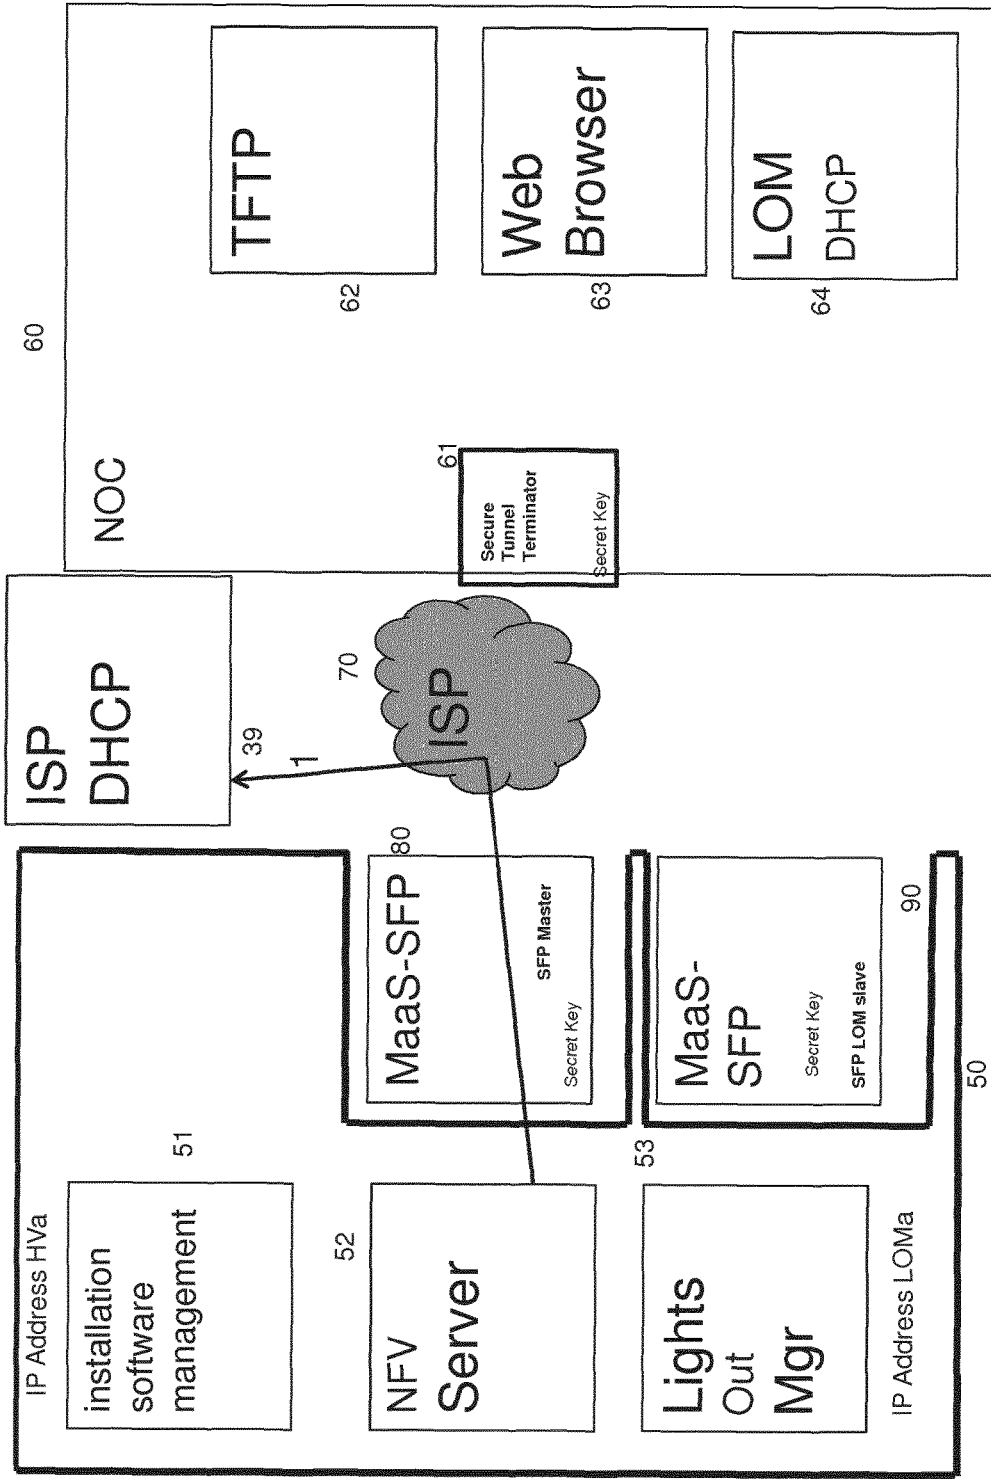 IP Address HVa
installation
software
management
51
52
NFV
Server
53
Lights
Out
Mgr
IP Address LOMa
50
MaaS-SFP
80
SFP Master
Secret Key
MaaS-
SFP
Secret Key
SFP LOM slave
90
ISP
DHCP
39
1
70
ISP
60
NOC
61
Secure
Tunnel
Terminator
Secret Key
TFTP
62
Web
Browser
63
LOM
DHCP
64